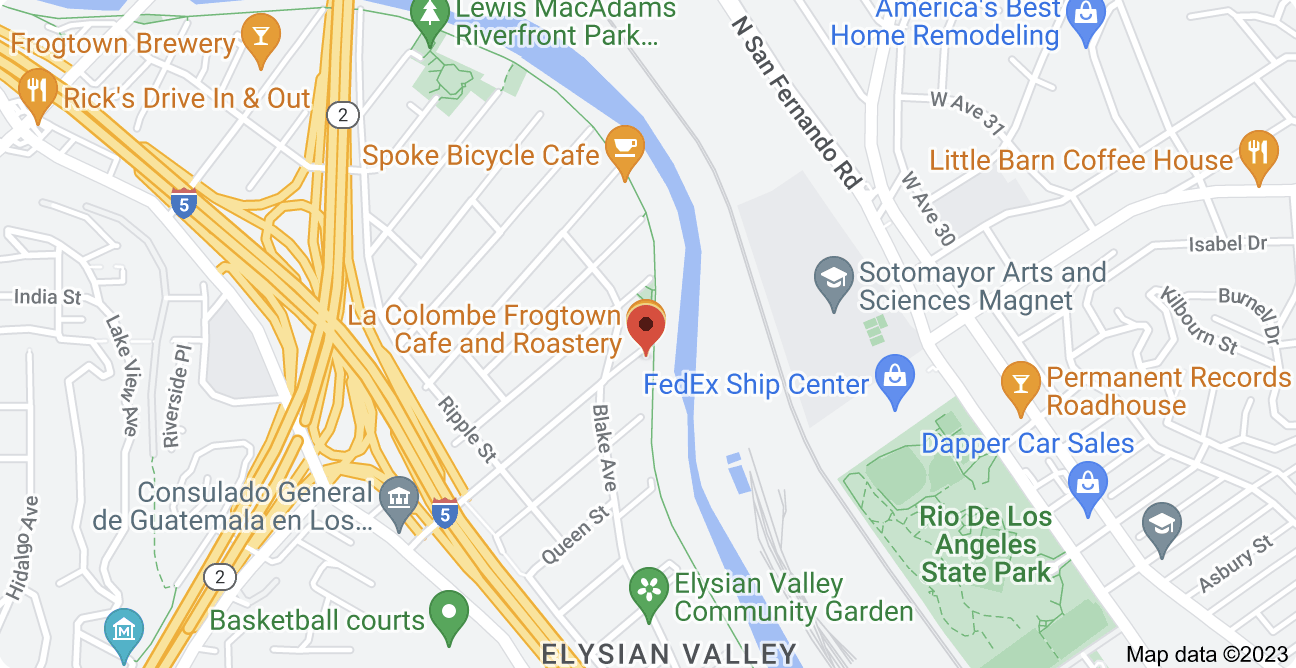 Lewis MacAdams
Riverfront Park...
America's Best
Home Remodeling
Frogtown Brewery
N San Fernando Rd
Rick's Drive In & Out
2
W Ave 31
Spoke Bicycle Cafe
Little Barn Coffee House
5
W Ave 30
Isabel Dr
Sotomayor Arts and
Sciences Magnet
India St
Kilbourn St
Burnell Dr
La Colombe Frogtown
Cafe and Roastery
Lake View Ave
Riverside Pl
FedEx Ship Center
Permanent Records
Roadhouse
Ripple St
Blake Ave
Dapper Car Sales
Consulado General
de Guatemala en Los...
5
Hidalgo Ave
Queen St
Rio De Los
Angeles
State Park
Asbury St
2
Elysian Valley
Community Garden
Basketball courts
M
ELYSIAN VALLEY
Map data ©2023